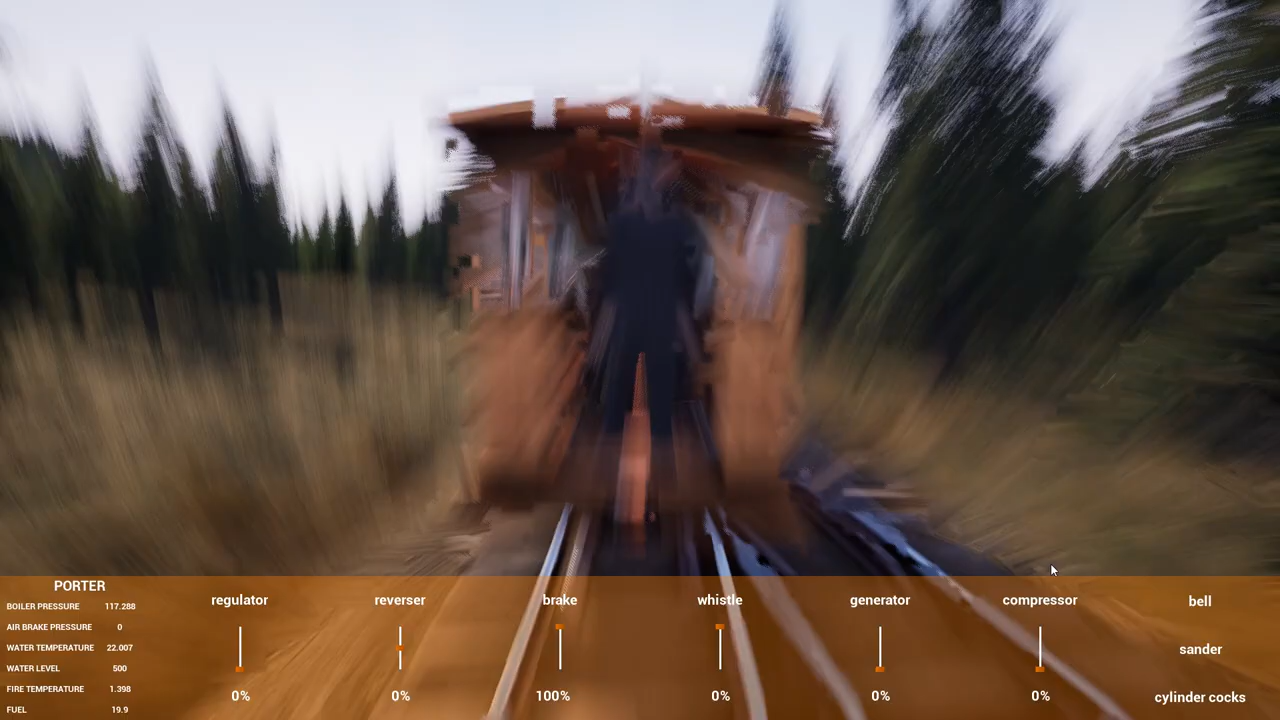 PORTER
BOILER PRESSURE 117.288
AIR BRAKE PRESSURE 0
WATER TEMPERATURE 22.007
WATER LEVEL 500
FIRE TEMPERATURE 1.398
FUEL 19.9
regulator
0%
reverser
0%
brake
100%
whistle
0%
generator
0%
compressor
0%
bell
sander
cylinder cocks